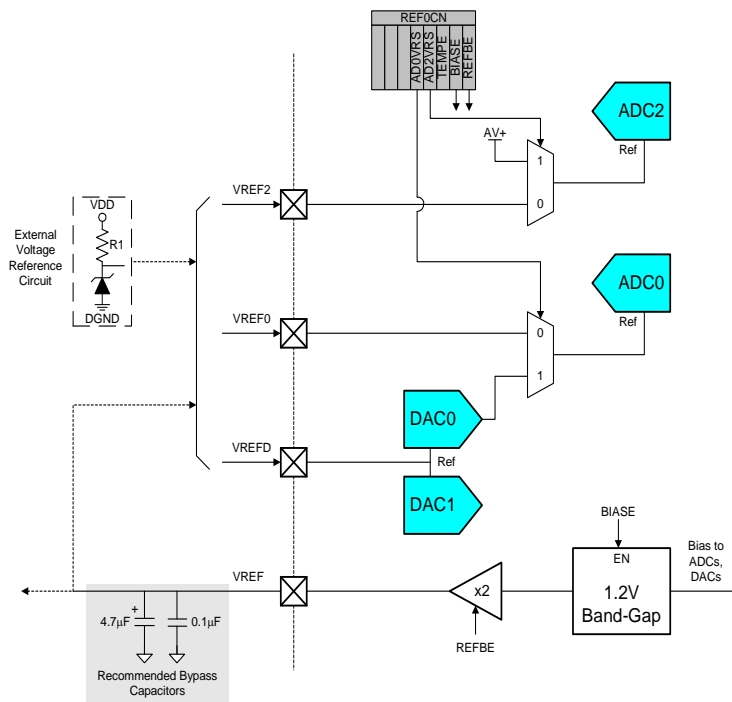 REF0CN
AD0VRS
AD2VRS
TEMPE
BIASE
REFBE
ADC2
AV+
Ref
1
0
VREF2
VDD
R1
DGND
External
Voltage
Reference
Circuit
ADC0
Ref
VREF0
0
1
DAC0
VREFD
Ref
DAC1
BIASE
EN
1.2V
Band-Gap
Bias to
ADCs,
DACs
VREF
x2
REFBE
+
4.7µF
0.1µF
Recommended Bypass
Capacitors